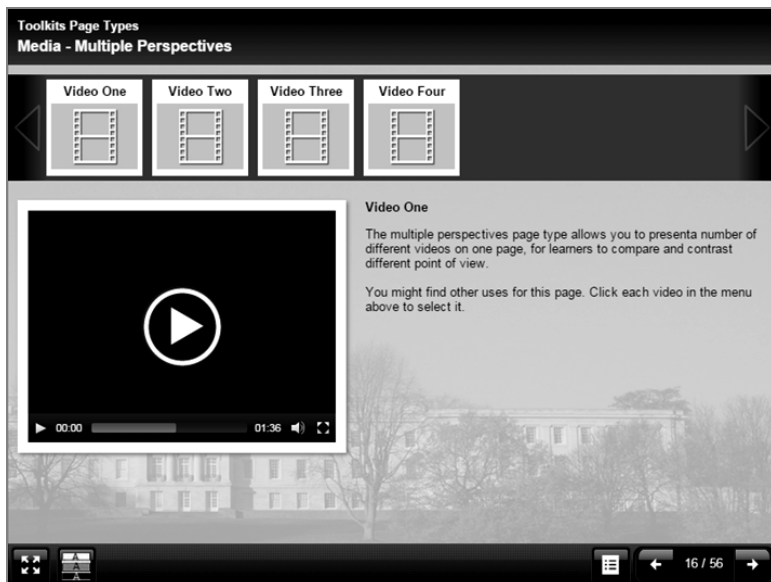 Toolkits Page Types
Media - Multiple Perspectives
Video One
Video Two
Video Three
Video Four
Video One
The multiple perspectives page type allows you to presenta number of
different videos on one page, for learners to compare and contrast
different point of view.
You might find other uses for this page. Click each video in the menu
above to select it.
00:00
01:36
A
A
A
16 / 56